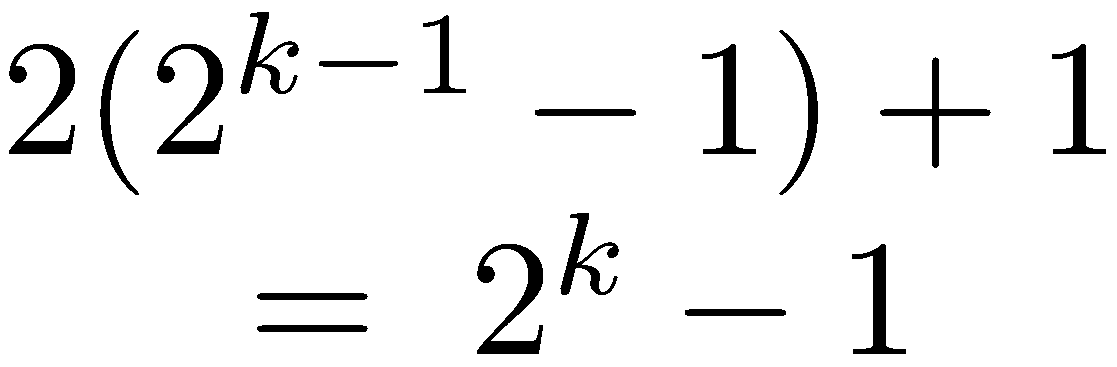 2(2^{k−1} − 1) + 1
= 2^k − 1